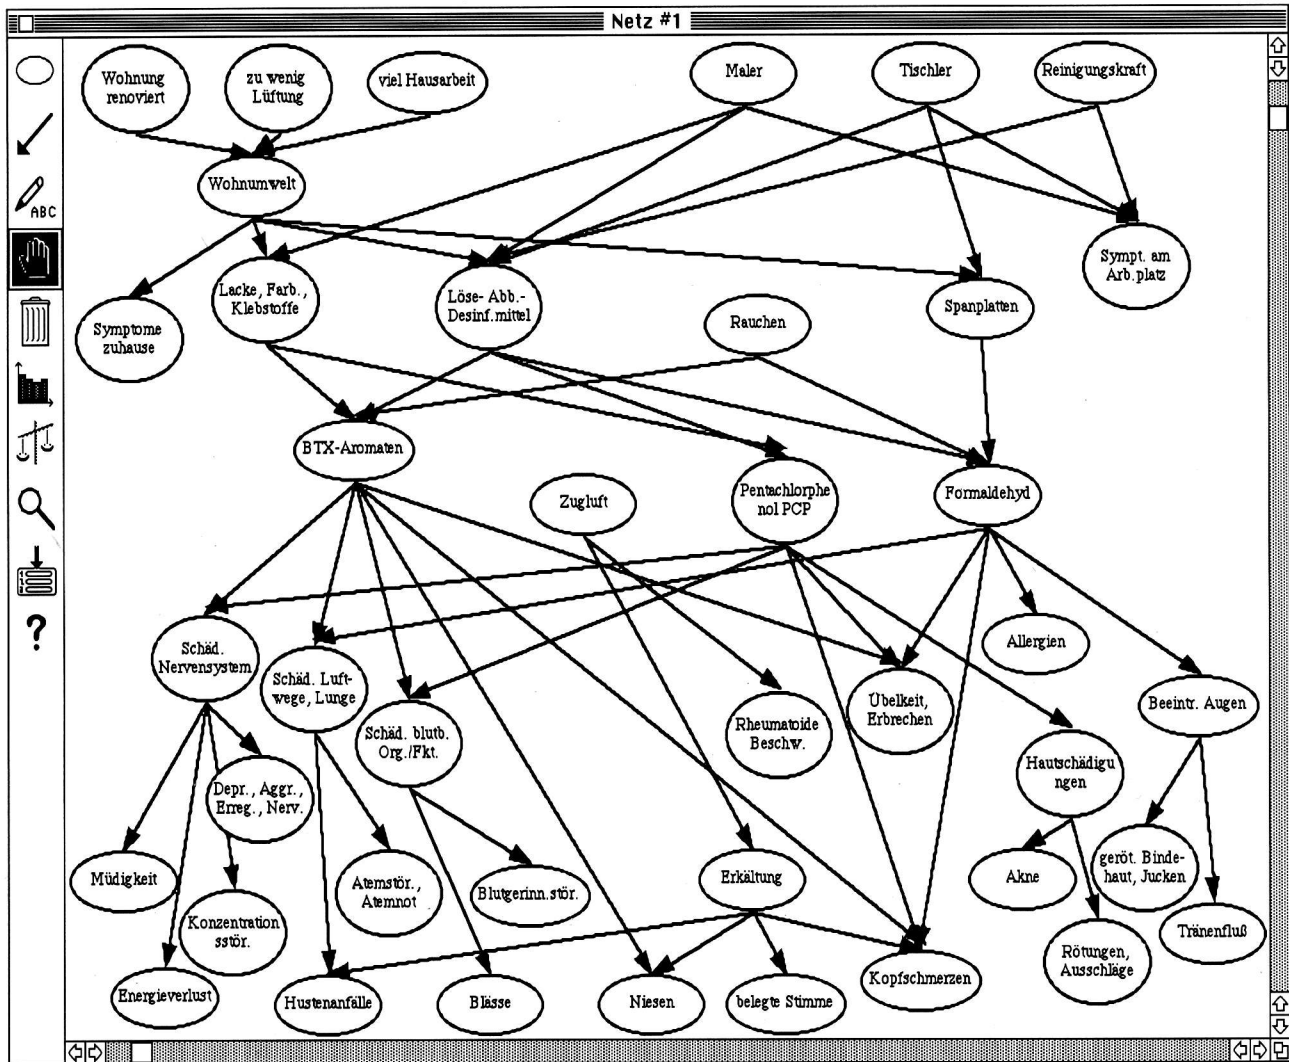 Netz #1
Wohnung
renoviert
zu wenig
Lüftung
viel Hausarbeit
Maler
Tischler
Reinigungskraft
ABC
Wohnumwelt
Sympt. am
Arb.platz
Lacke, Farb.,
Klebstoffe
Löse- Abb.-
Desinf.mittel
Spanplatten
Symptome
zuhause
Rauchen
BTX-Aromaten
Zugluft
Pentachlorphe
nol PCP
Formaldehyd
?
Schäd.
Nervensystem
Schäd. Luft-
wege, Lunge
Allergien
Schäd. blutb.
Org./Fkt.
Rheumatoide
Beschw.
Übelkeit,
Erbrechen
Beeintr. Augen
Hautschädigu
ngen
Depr., Aggr.,
Erreg., Nerv.
Müdigkeit
Atemstör.,
Atemnot
Blutgerinn.stör.
Erkältung
Akne
geröt. Binde-
haut, Jucken
Konzentration
sstör.
Tränenfluß
Rötungen,
Ausschläge
Energieverlust
Hustenanfälle
Blässe
Niesen
belegte Stimme
Kopfschmerzen